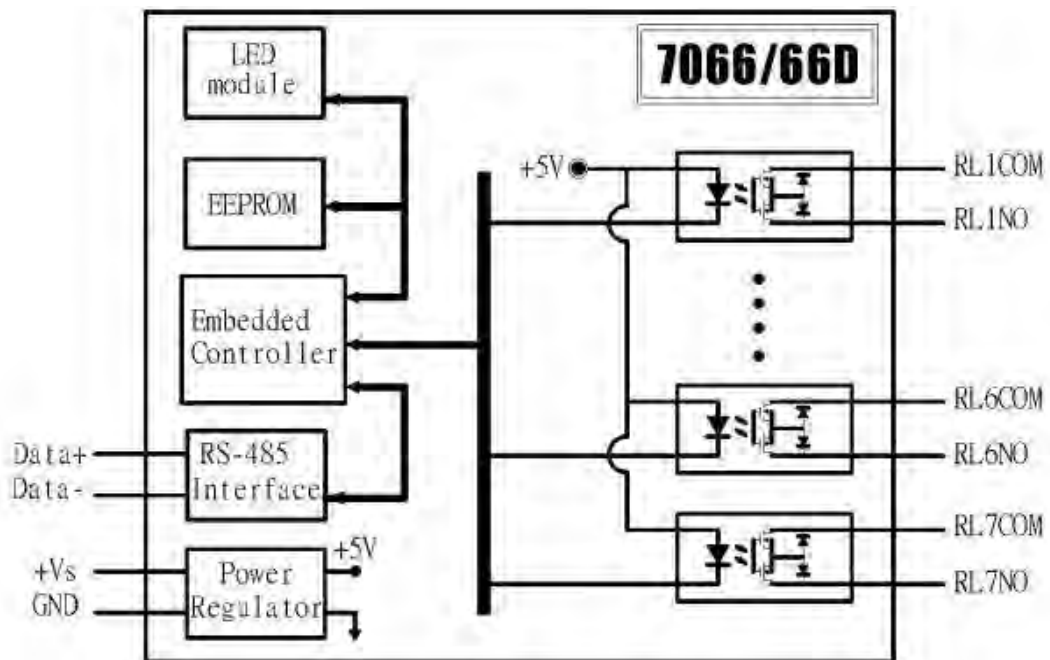 7066/66D
LED
module
EEPROM
Embedded
Controller
RS-485
Interface
Power
Regulator
Data+
Data-
+Vs
GND
+5V
+5V
RL1COM
RL1NO
RL6COM
RL6NO
RL7COM
RL7NO